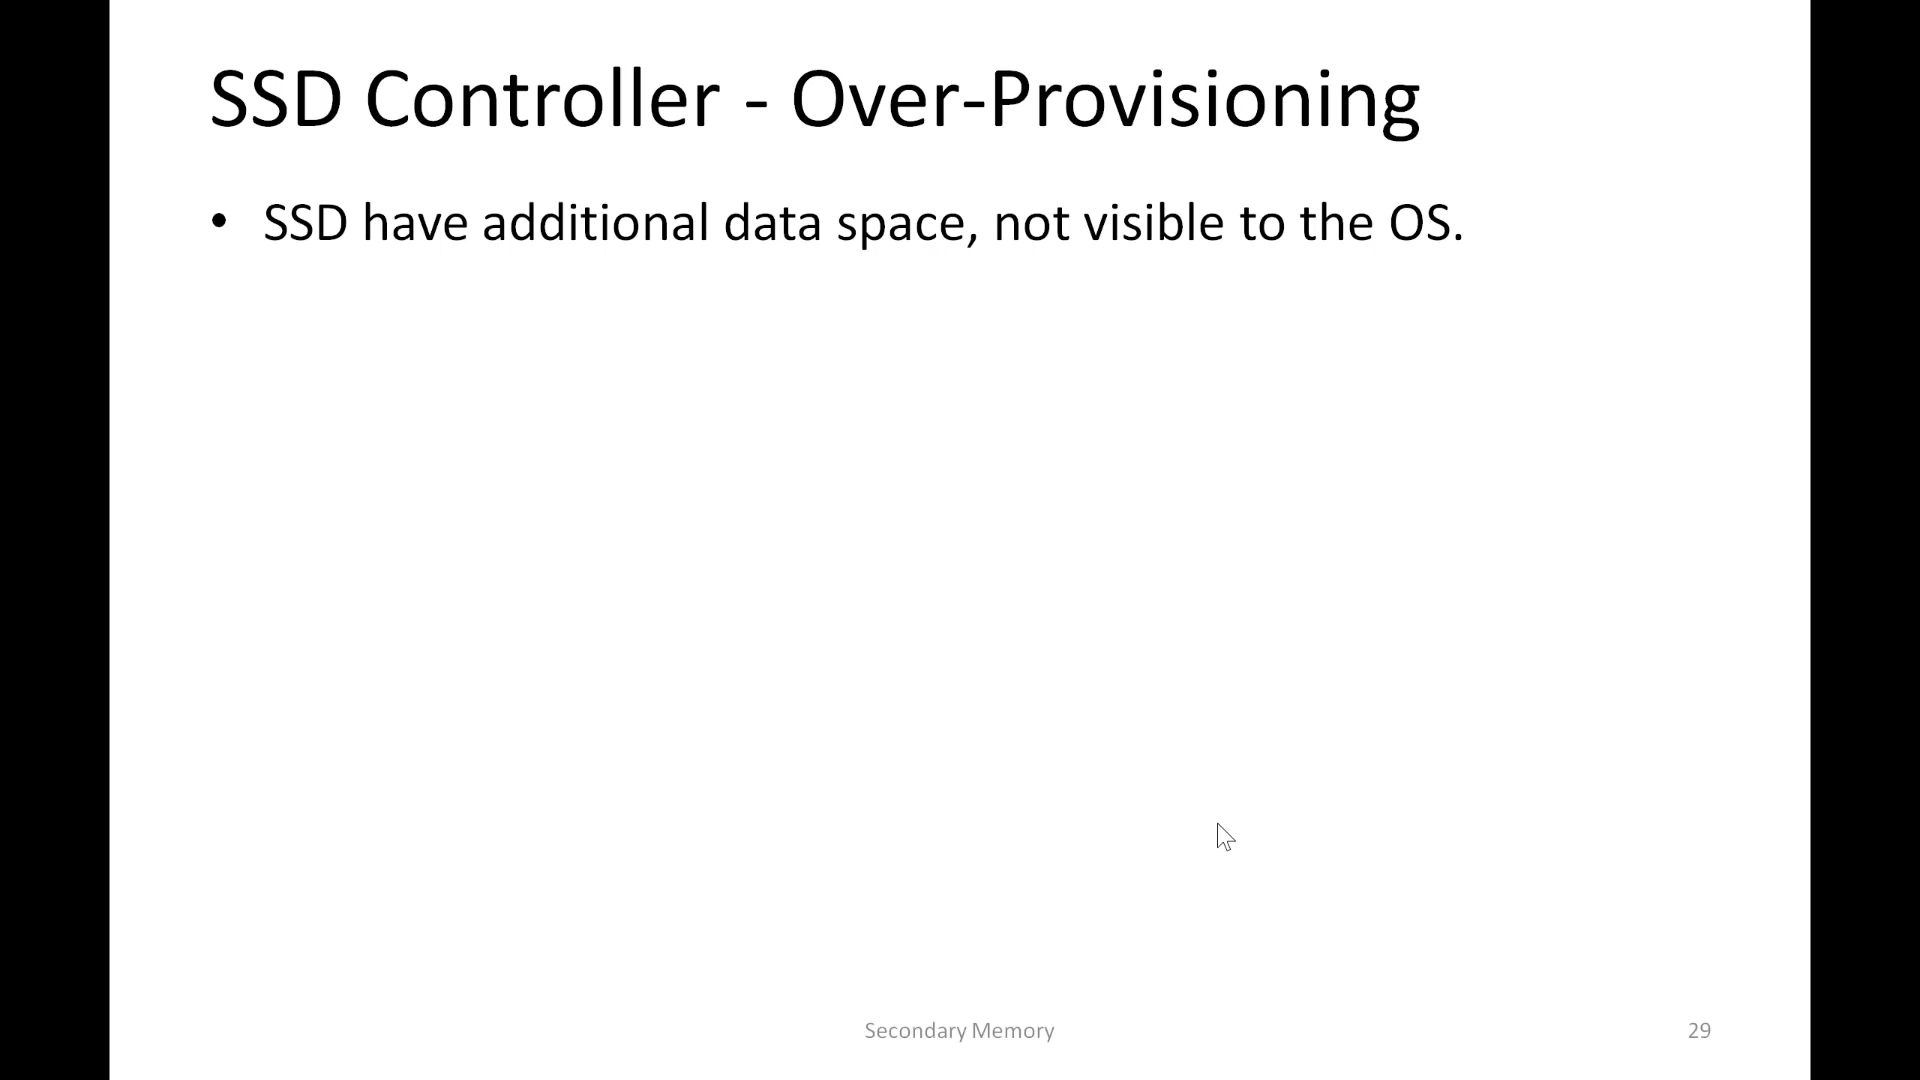 SSD Controller - Over-Provisioning
• SSD have additional data space, not visible to the OS.
Secondary Memory
29